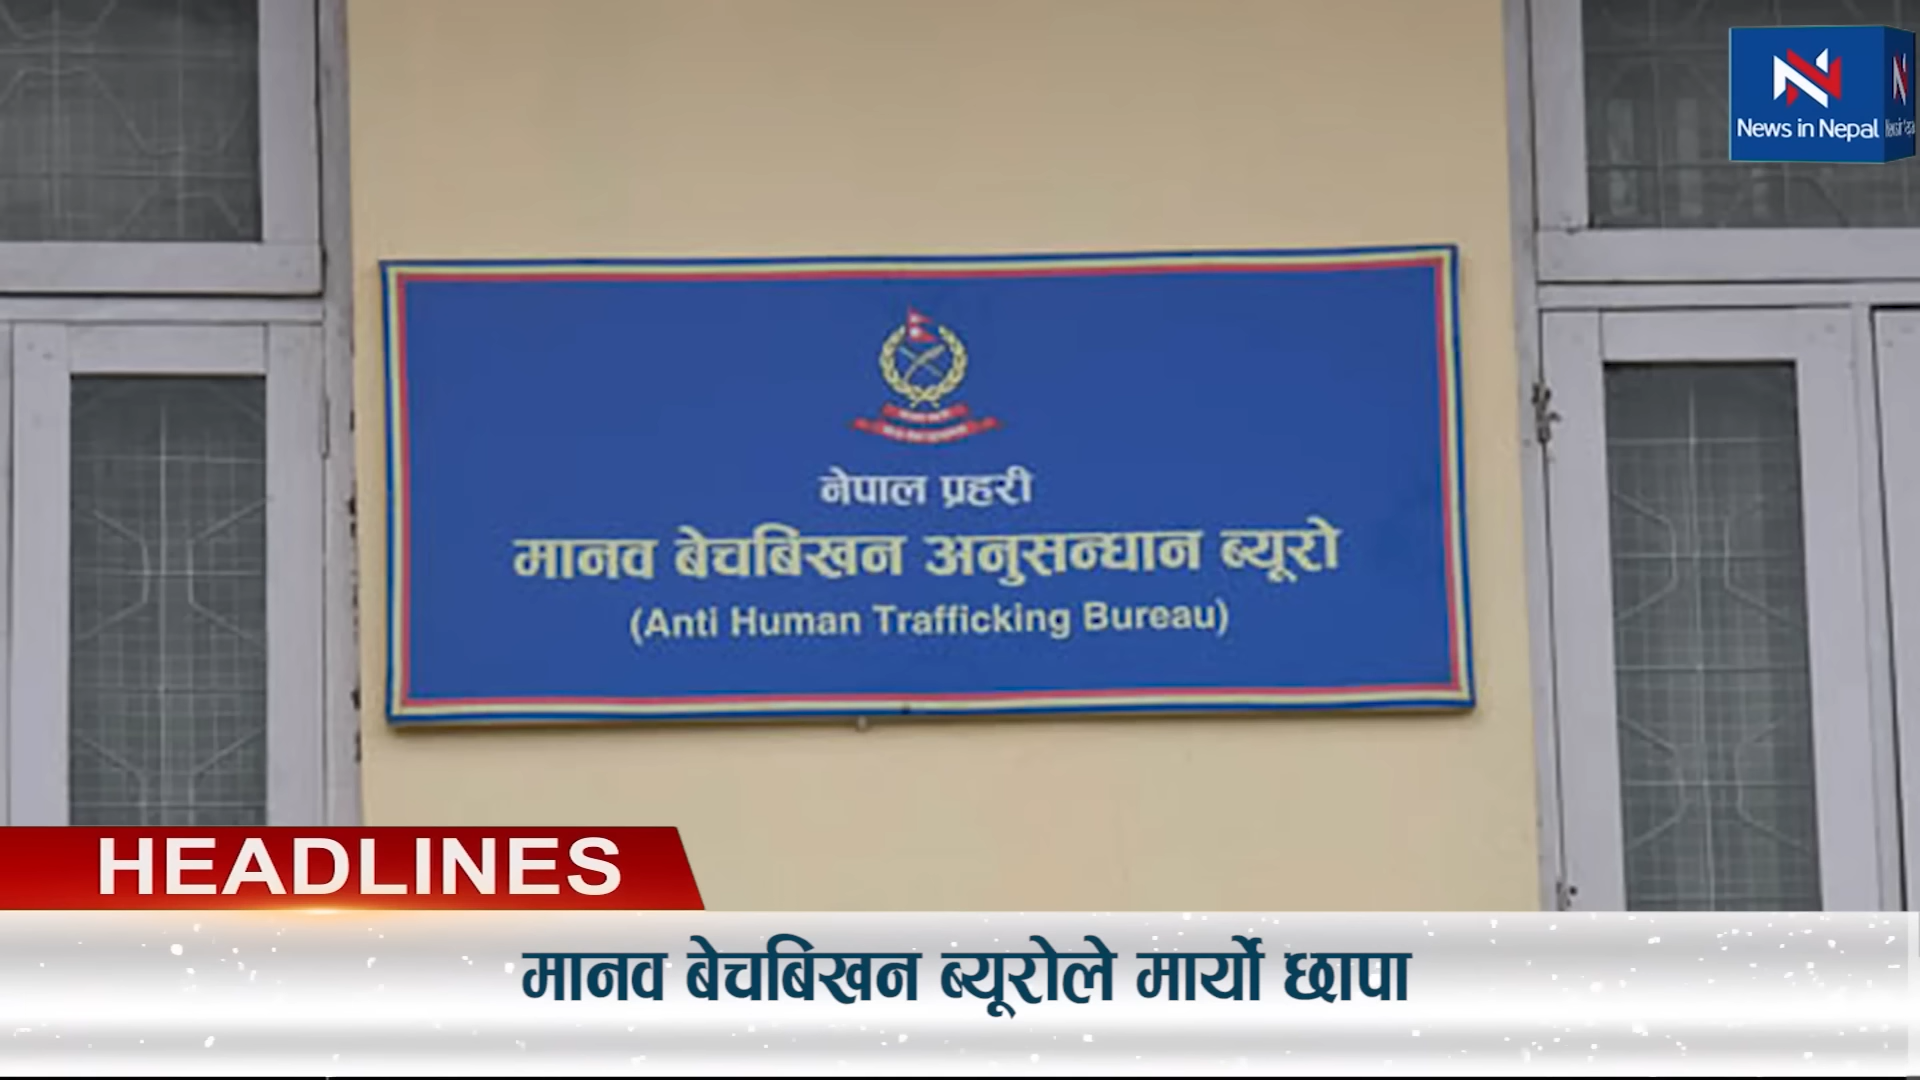 News in Nepal
नेपाल प्रहरी
मानव बेचबिखन अनुसन्धान ब्यूरो
(Anti Human Trafficking Bureau)
HEADLINES
मानव बेचबिखन ब्यूरोले मार्यो छापा